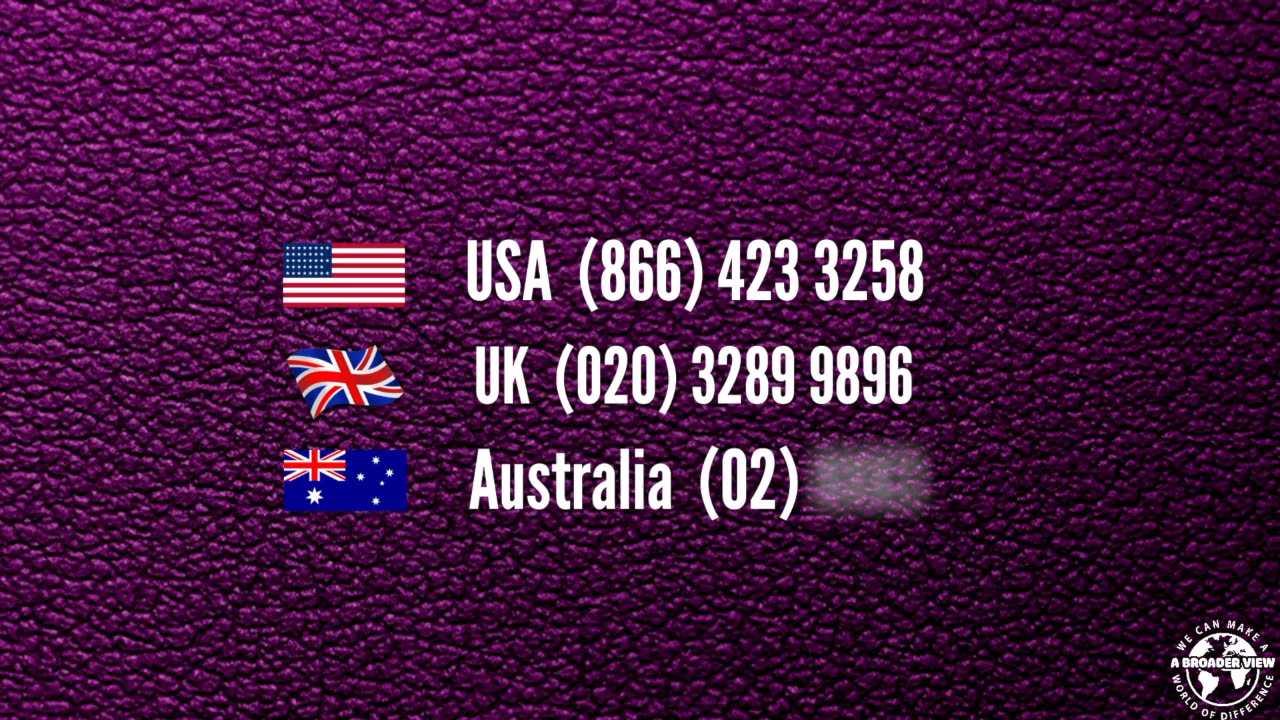 USA (866) 423 3258
UK (020) 3289 9896
Australia (02)
WE CAN MAKE A
A BROADER VIEW
WORLD OF DIFFERENCE